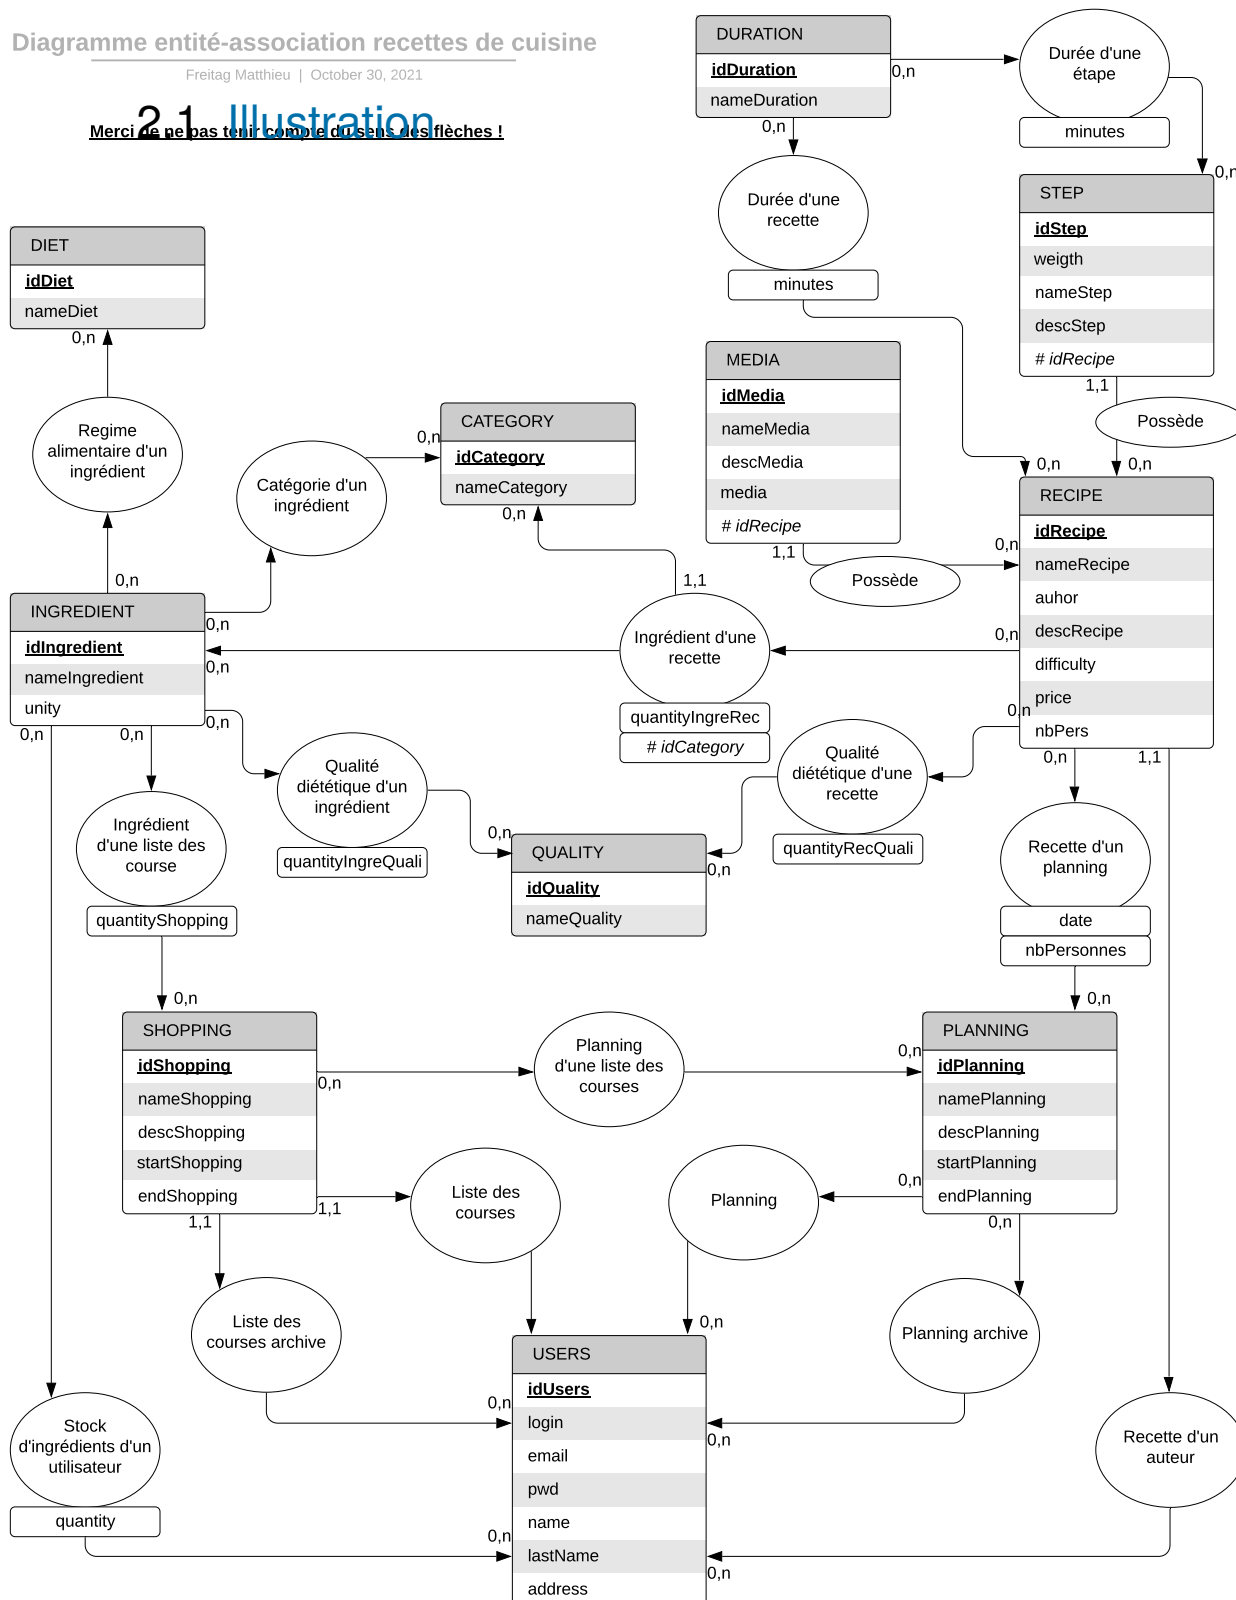 Diagramme entité-association recettes de cuisine
Freitag Matthieu | October 30, 2021
2.1 Illustration
Merci de ne pas tenir compte du sens des flèches !
DURATION
idDuration
nameDuration
0,n
0,n
Durée d'une
étape
minutes
0,n
Durée d'une
recette
minutes
STEP
idStep
weigth
nameStep
descStep
# idRecipe
1,1
Possède
0,n
0,n
DIET
idDiet
nameDiet
0,n
Regime
alimentaire d'un
ingrédient
0,n
MEDIA
idMedia
nameMedia
descMedia
media
# idRecipe
1,1
Possède
0,n
CATEGORY
idCategory
nameCategory
0,n
0,n
Catégorie d'un
ingrédient
0,n
RECIPE
idRecipe
nameRecipe
auhor
descRecipe
difficulty
price
nbPers
0,n
0,n
0,n
1,1
INGREDIENT
idIngredient
nameIngredient
unity
0,n
0,n
0,n
0,n
1,1
Ingrédient d'une
recette
quantityIngreRec
# idCategory
Qualité
diététique d'un
ingrédient
quantityIngreQuali
Qualité
diététique d'une
recette
quantityRecQuali
Ingrédient
d'une liste des
course
quantityShopping
0,n
QUALITY
idQuality
nameQuality
0,n
0,n
Recette d'un
planning
date
nbPersonnes
0,n
SHOPPING
idShopping
nameShopping
descShopping
startShopping
endShopping
0,n
1,1
1,1
Planning
d'une liste des
courses
0,n
PLANNING
idPlanning
namePlanning
descPlanning
startPlanning
endPlanning
0,n
0,n
Liste des
courses
Planning
0,n
Liste des
courses archive
0,n
Planning archive
0,n
USERS
idUsers
login
email
pwd
name
lastName
address
Stock
d'ingrédients d'un
utilisateur
quantity
0,n
Recette d'un
auteur
0,n